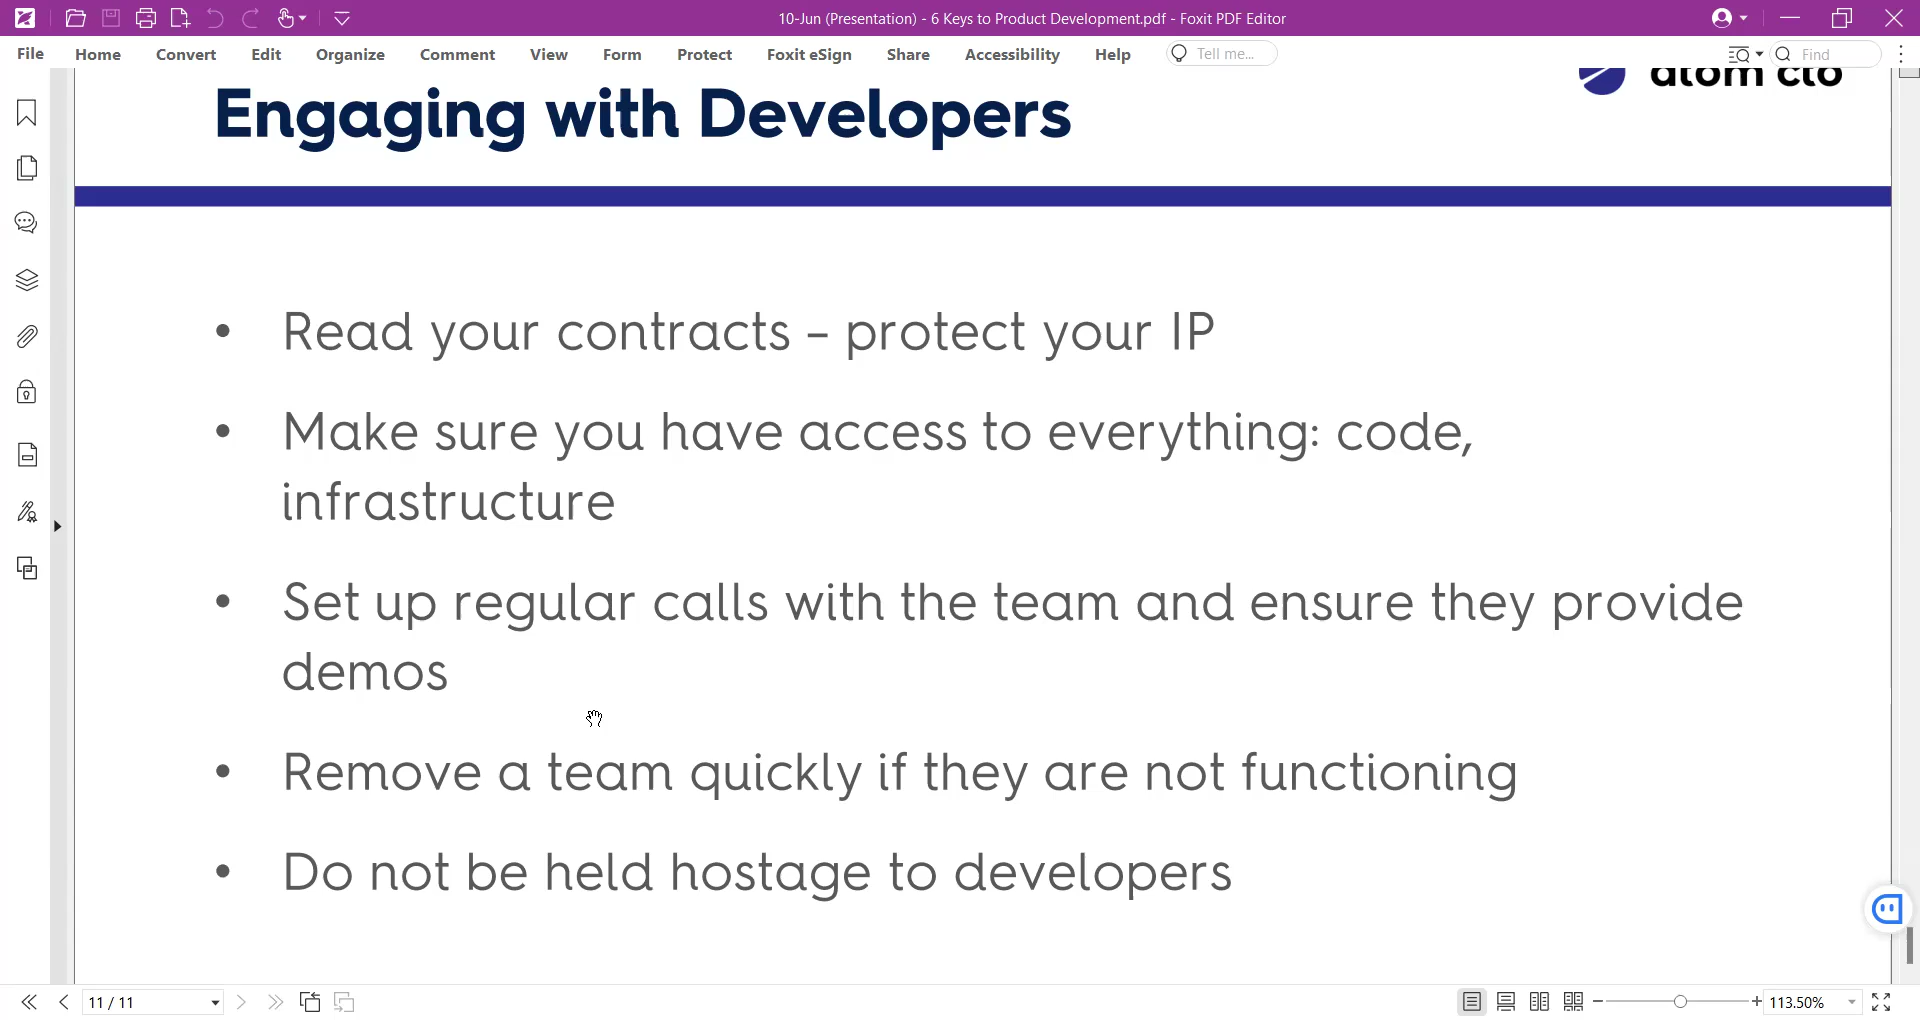 10-Jun (Presentation) - 6 Keys to Product Development.pdf - Foxit PDF Editor
File Home Convert Edit Organize Comment View Form Protect Foxit eSign Share Accessibility Help Tell me... Find
atom cto
Engaging with Developers
• Read your contracts – protect your IP
• Make sure you have access to everything: code,
infrastructure
• Set up regular calls with the team and ensure they provide
demos
• Remove a team quickly if they are not functioning
• Do not be held hostage to developers
11 / 11 113.50%